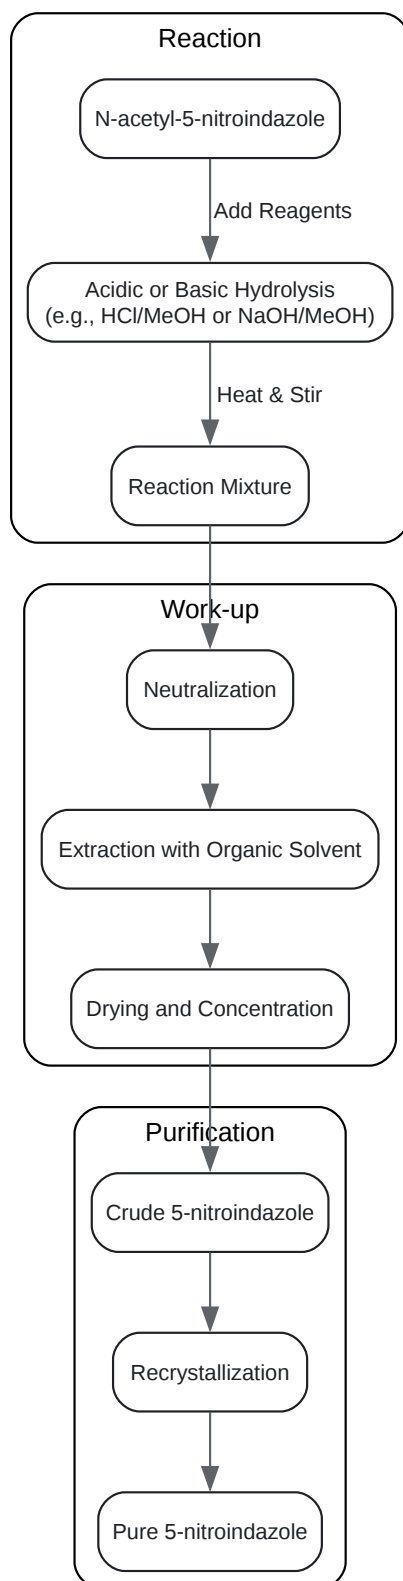 Reaction
N-acetyl-5-nitroindazole
Add Reagents
Acidic or Basic Hydrolysis
(e.g., HCl/MeOH or NaOH/MeOH)
Heat & Stir
Reaction Mixture
Work-up
Neutralization
Extraction with Organic Solvent
Drying and Concentration
Purification
Crude 5-nitroindazole
Recrystallization
Pure 5-nitroindazole